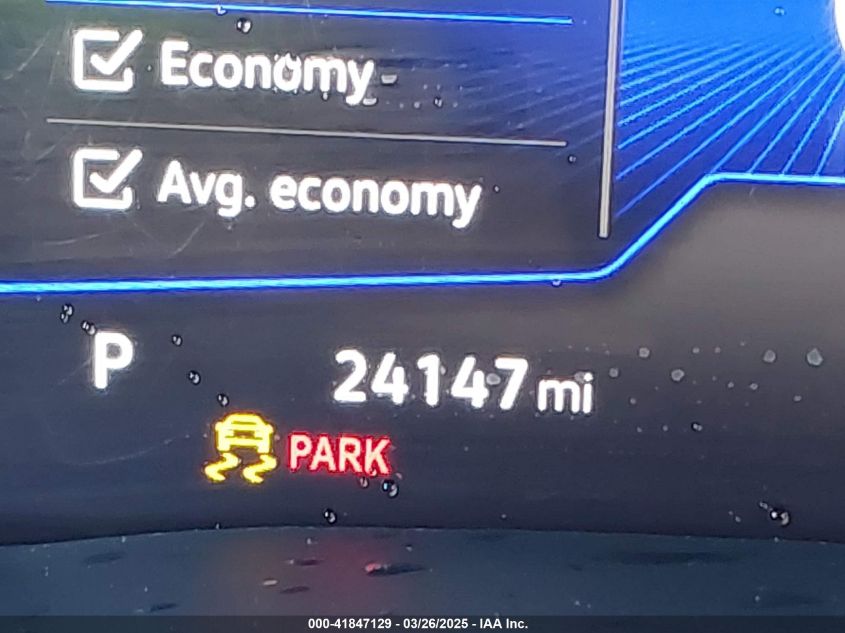 Economy
Avg. economy
P
24147 mi
PARK
000-41847129 - 03/26/2025 - IAA Inc.